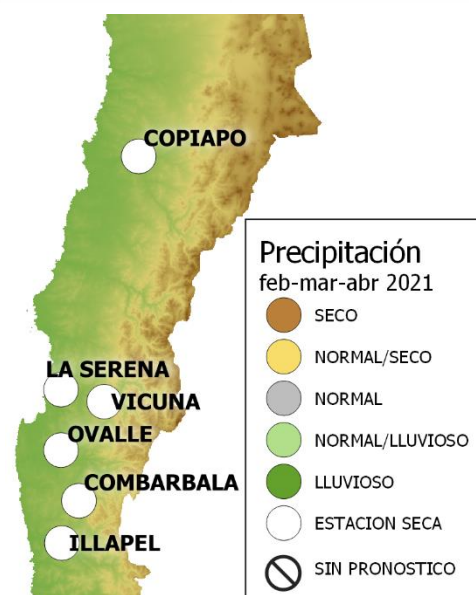 COPIAPO
LA SERENA
VICUNA
OVALLE
COMBARBALA
ILLAPEL
Precipitación
feb-mar-abr 2021
SECO
NORMAL/SECO
NORMAL
NORMAL/LLUVIOSO
LLUVIOSO
ESTACION SECA
SIN PRONOSTICO